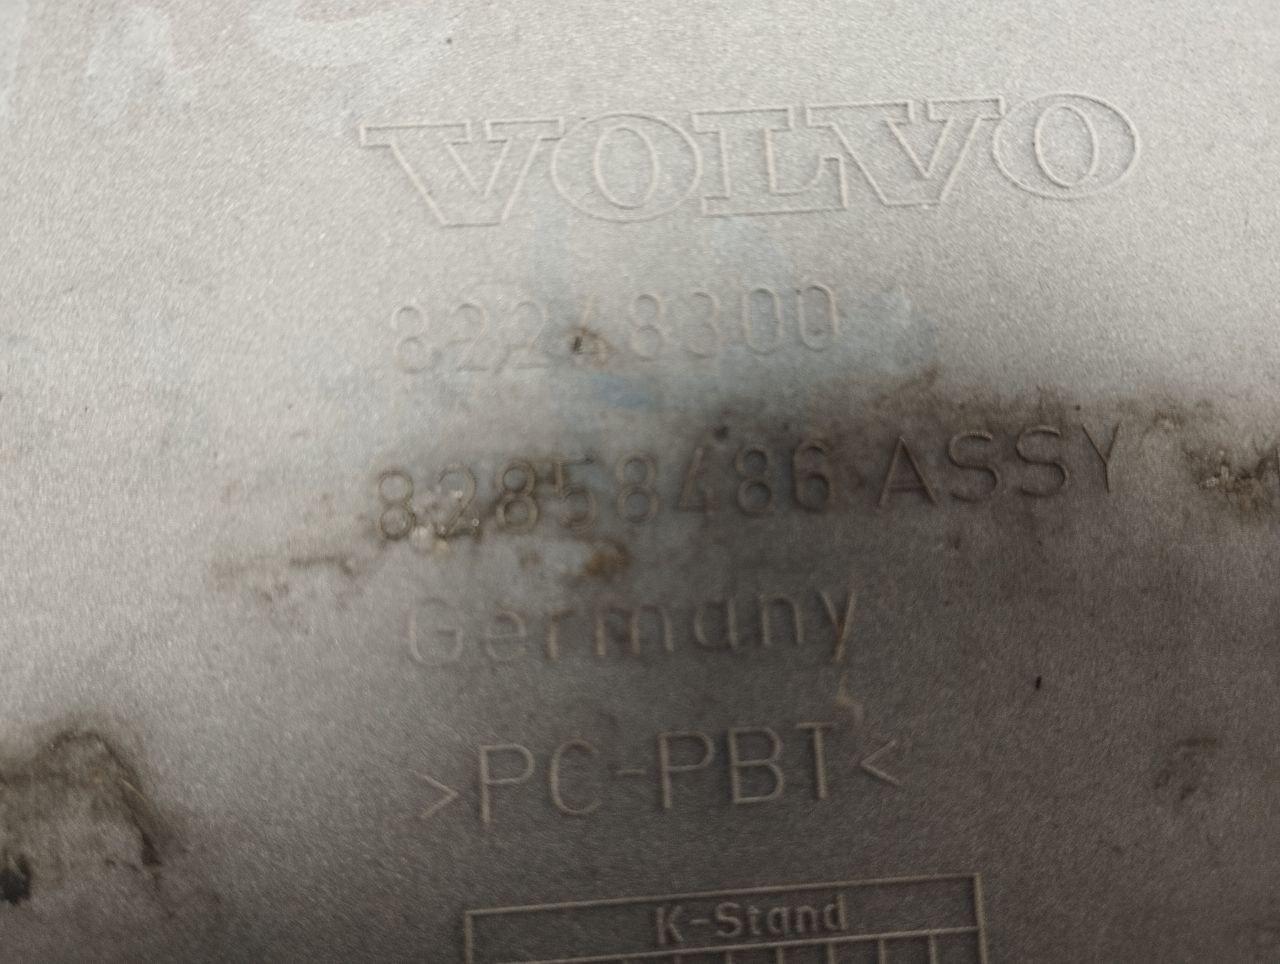 VOLVO
82248300
82858486 ASSY
Germany
>PC-PBT<
K-Stand